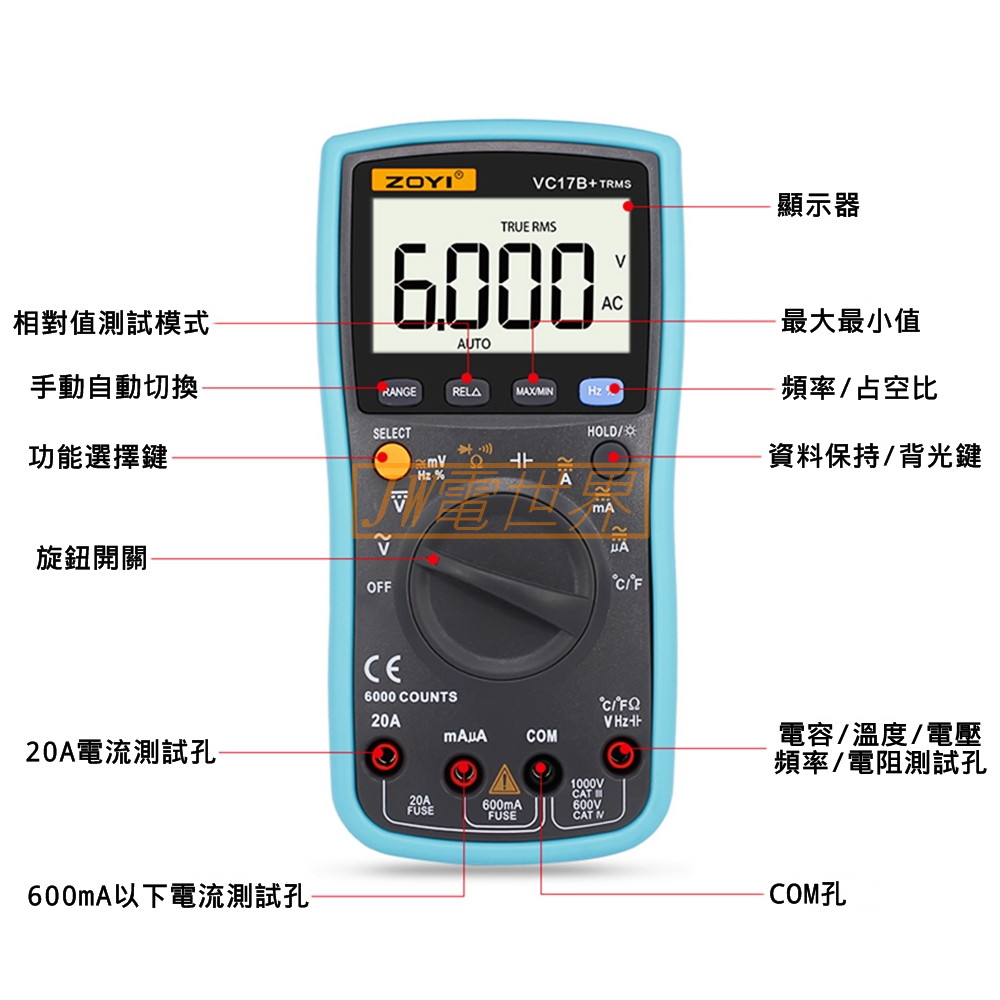 ZOYI®
VC17B+ TRMS
顯示器
TRUE RMS
6.000
V
AC
AUTO
相對值測試模式
最大最小值
手動自動切換
RANGE
REL△
MAX/MIN
Hz %
頻率/占空比
SELECT
HOLD/☼
功能選擇鍵
資料保持/背光鍵
mV
Hz %
Ω
A
JW電世界
V
mA
V
μA
旋鈕開關
OFF
°C/°F
CE
6000 COUNTS
20A
mAμA
COM
°C/°FΩ
VHz
20A電流測試孔
電容/溫度/電壓
頻率/電阻測試孔
20A
FUSE
600mA
FUSE
1000V
CAT III
600V
CAT IV
600mA以下電流測試孔
COM孔